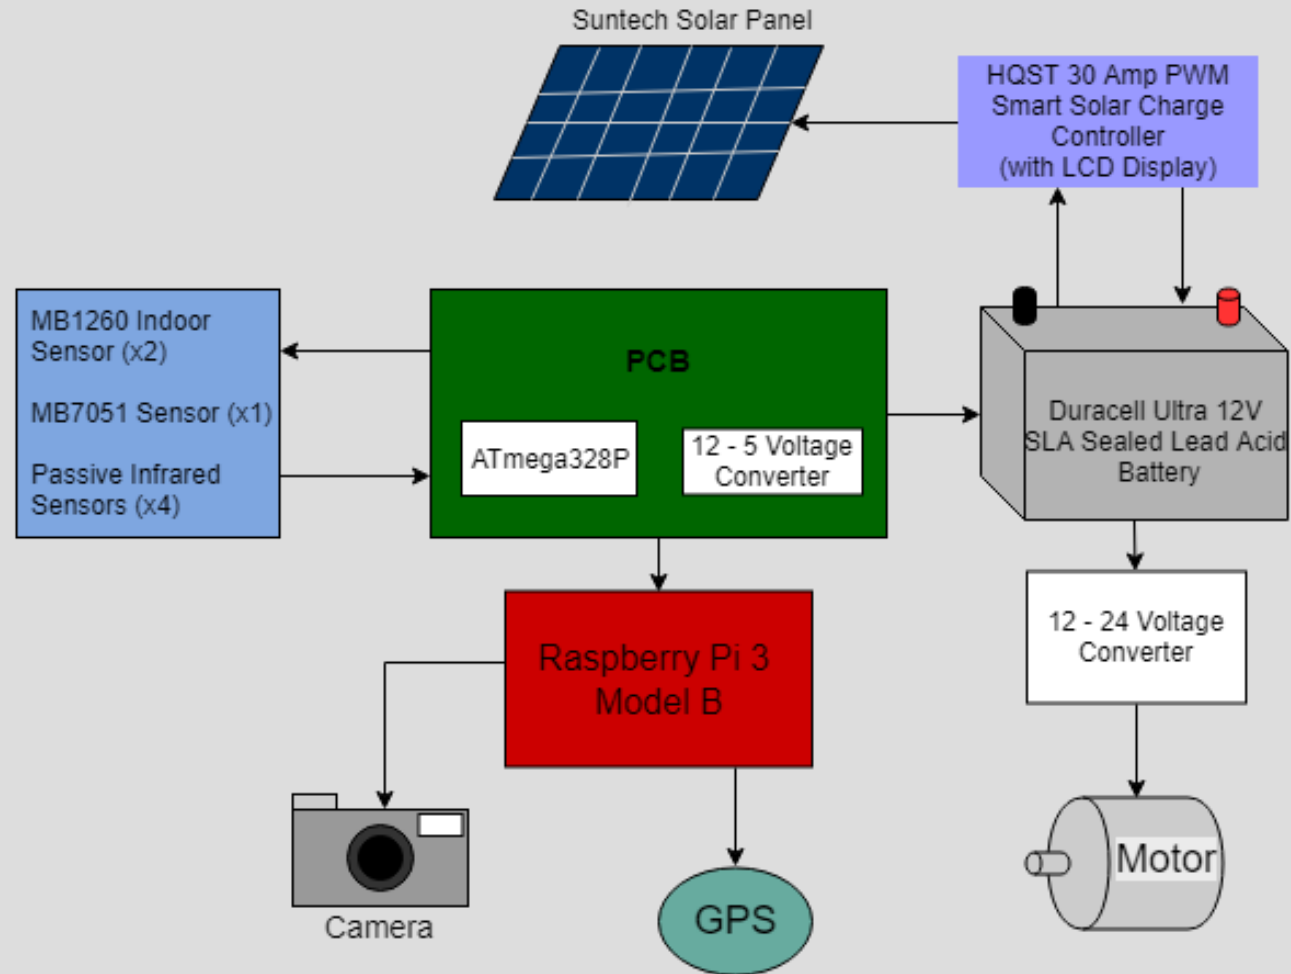 Suntech Solar Panel
HQST 30 Amp PWM
Smart Solar Charge
Controller
(with LCD Display)
MB1260 Indoor
Sensor (x2)
MB7051 Sensor (x1)
Passive Infrared
Sensors (x4)
PCB
ATmega328P
12 - 5 Voltage
Converter
Duracell Ultra 12V
SLA Sealed Lead Acid
Battery
Raspberry Pi 3
Model B
12 - 24 Voltage
Converter
Camera
GPS
Motor